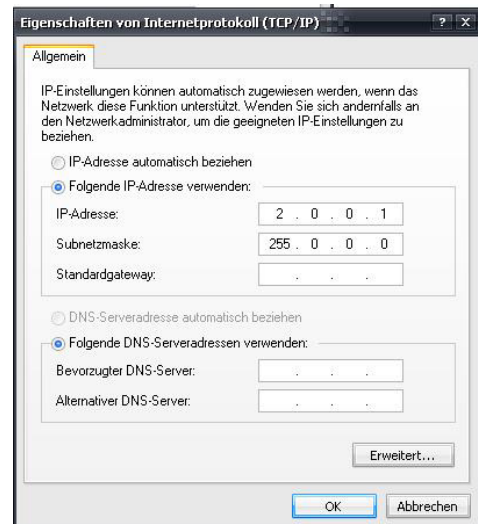 Eigenschaften von Internetprotokoll (TCP/IP)
Allgemein
IP-Einstellungen können automatisch zugewiesen werden, wenn das
Netzwerk diese Funktion unterstützt. Wenden Sie sich andernfalls an
den Netzwerkadministrator, um die geeigneten IP-Einstellungen zu
beziehen.
IP-Adresse automatisch beziehen
Folgende IP-Adresse verwenden:
IP-Adresse: 2 . 0 . 0 . 1
Subnetzmaske: 255 . 0 . 0 . 0
Standardgateway: . . .
DNS-Serveradresse automatisch beziehen
Folgende DNS-Serveradressen verwenden:
Bevorzugter DNS-Server: . . .
Alternativer DNS-Server: . . .
Erweitert...
OK Abbrechen